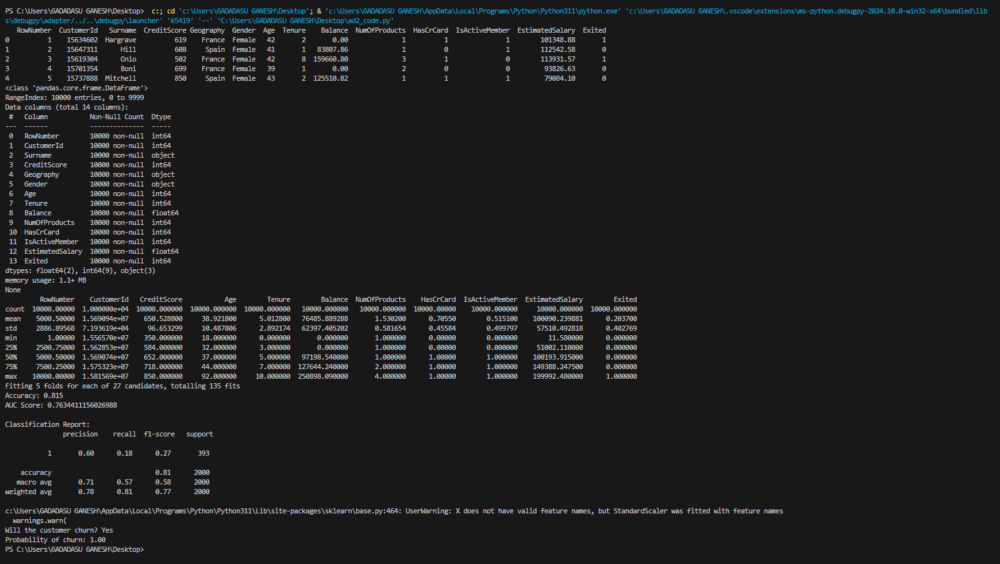 PS C:\Users\GADADASU GANESH\Desktop>  c:; cd 'c:\Users\GADADASU GANESH\Desktop'; & 'c:\Users\GADADASU GANESH\AppData\Local\Programs\Python\Python311\python.exe' 'c:\Users\GADADASU GANESH\.vscode\extensions\ms-python.debugpy-2024.10.0-win32-x64\bundled\lib
s\debugpy\adapter/../..\debugpy\launcher' '65419' '--' 'C:\Users\GADADASU GANESH\Desktop\ad2_code.py'
   RowNumber  CustomerId   Surname  CreditScore Geography  Gender  Age  Tenure    Balance  NumOfProducts  HasCrCard  IsActiveMember  EstimatedSalary  Exited
0          1    15634602  Hargrave          619    France  Female   42       2       0.00              1          1               1        101348.88       1
1          2    15647311      Hill          608     Spain  Female   41       1   83807.86              1          0               1        112542.58       0
2          3    15619304      Onio          502    France  Female   42       8  159660.80              3          1               0        113931.57       1
3          4    15701354      Boni          699    France  Female   39       1       0.00              2          0               0         93826.63       0
4          5    15737888  Mitchell          850     Spain  Female   43       2  125510.82              1          1               1         79084.10       0
<class 'pandas.core.frame.DataFrame'>
RangeIndex: 10000 entries, 0 to 9999
Data columns (total 14 columns):
 #   Column           Non-Null Count  Dtype
---  ------           --------------  -----
 0   RowNumber        10000 non-null  int64
 1   CustomerId       10000 non-null  int64
 2   Surname          10000 non-null  object
 3   CreditScore      10000 non-null  int64
 4   Geography        10000 non-null  object
 5   Gender           10000 non-null  object
 6   Age              10000 non-null  int64
 7   Tenure           10000 non-null  int64
 8   Balance          10000 non-null  float64
 9   NumOfProducts    10000 non-null  int64
 10  HasCrCard        10000 non-null  int64
 11  IsActiveMember   10000 non-null  int64
 12  EstimatedSalary  10000 non-null  float64
 13  Exited           10000 non-null  int64
dtypes: float64(2), int64(9), object(3)
memory usage: 1.1+ MB
None
         RowNumber    CustomerId   CreditScore           Age        Tenure        Balance  NumOfProducts    HasCrCard  IsActiveMember  EstimatedSalary        Exited
count  10000.00000  1.000000e+04  10000.000000  10000.000000  10000.000000   10000.000000   10000.000000  10000.00000    10000.000000     10000.000000  10000.000000
mean    5000.50000  1.569094e+07    650.528800     38.921800      5.012800   76485.889288       1.530200      0.70550        0.515100    100090.239881      0.203700
std     2886.89568  7.193619e+04     96.653299     10.487806      2.892174   62397.405202       0.581654      0.45584        0.499797     57510.492818      0.402769
min        1.00000  1.556570e+07    350.000000     18.000000      0.000000       0.000000       1.000000      0.00000        0.000000        11.580000      0.000000
25%     2500.75000  1.562853e+07    584.000000     32.000000      3.000000       0.000000       1.000000      0.00000        0.000000     51002.110000      0.000000
50%     5000.50000  1.569074e+07    652.000000     37.000000      5.000000   97198.540000       1.000000      1.00000        1.000000    100193.915000      0.000000
75%     7500.25000  1.575323e+07    718.000000     44.000000      7.000000  127644.240000       2.000000      1.00000        1.000000    149388.247500      0.000000
max    10000.00000  1.581569e+07    850.000000     92.000000     10.000000  250898.090000       4.000000      1.00000        1.000000    199992.480000      1.000000
Fitting 5 folds for each of 27 candidates, totalling 135 fits
Accuracy: 0.815
AUC Score: 0.7634411156026988
Classification Report:
               precision    recall  f1-score   support
           1       0.60      0.18      0.27       393
    accuracy                           0.81      2000
   macro avg       0.71      0.57      0.58      2000
weighted avg       0.78      0.81      0.77      2000
c:\Users\GADADASU GANESH\AppData\Local\Programs\Python\Python311\Lib\site-packages\sklearn\base.py:464: UserWarning: X does not have valid feature names, but StandardScaler was fitted with feature names
  warnings.warn(
Will the customer churn? Yes
Probability of churn: 1.00
PS C:\Users\GADADASU GANESH\Desktop>